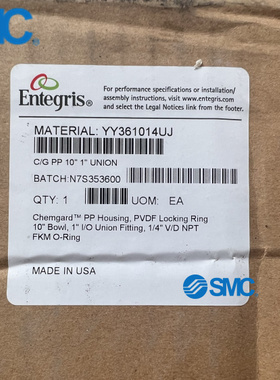 MC
Entegris®
For performance specifications or installation/
assembly instructions, visit www.entegris.com and
select the Legal Notices link from the footer.
MATERIAL: YY361014UJ
C/G PP 10" 1" UNION
BATCH:N7S353600
QTY: 1 UOM: EA
Chemgard™ PP Housing, PVDF Locking Ring
10" Bowl, 1" I/O Union Fitting, 1/4" V/D NPT
FKM O-Ring
MADE IN USA
SMC